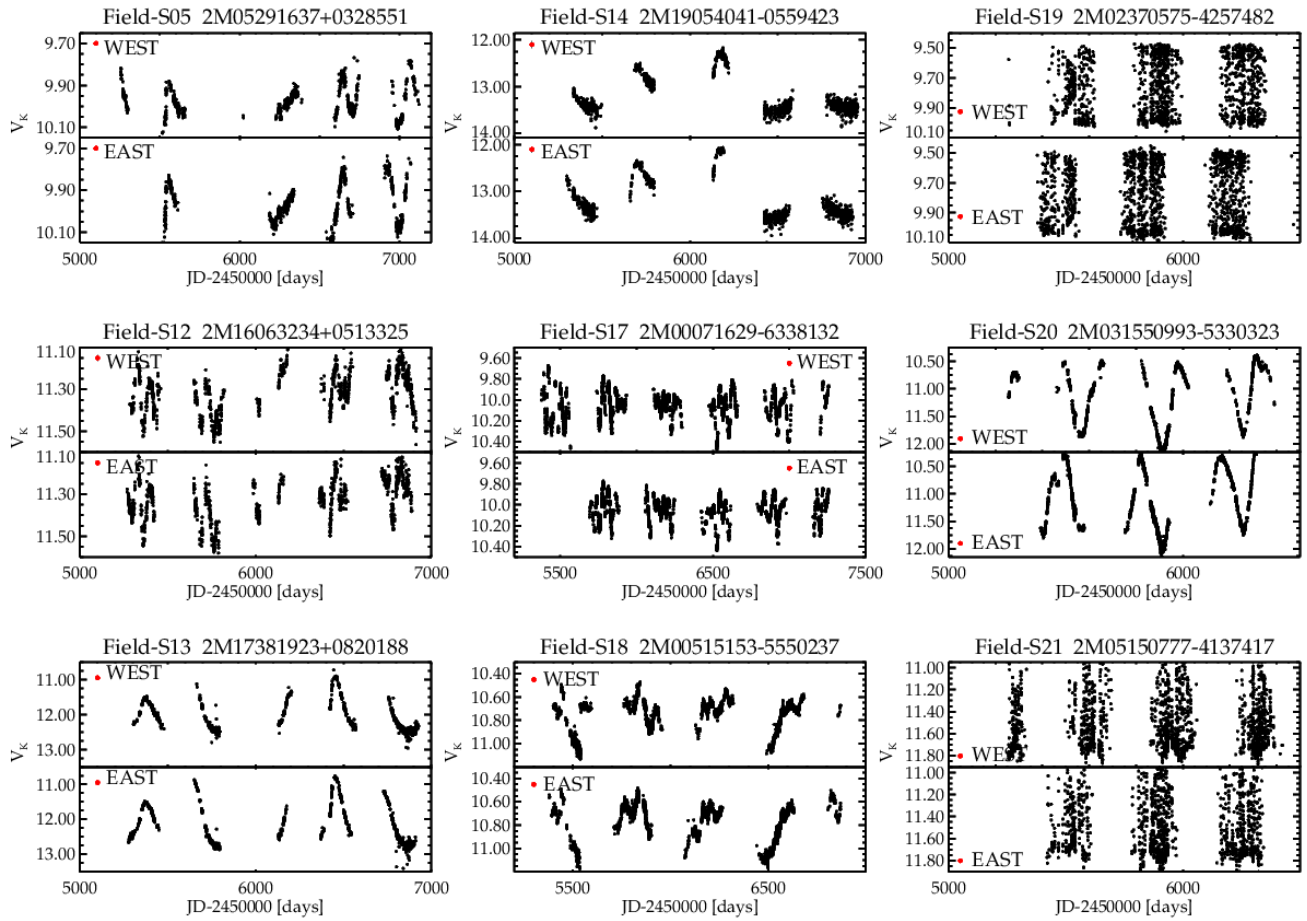 Field-S05 2M05291637+0328551
9.70
WEST
9.90
10.10
V_K
9.70
EAST
9.90
10.10
5000 6000 7000
JD-2450000 [days]
Field-S14 2M19054041-0559423
12.00
WEST
13.00
14.00
12.00
EAST
13.00
14.00
5000 6000 7000
JD-2450000 [days]
Field-S19 2M02370575-4257482
9.50
9.70
9.90
WEST
10.10
V_K
9.50
9.70
9.90
EAST
10.10
5000 6000
JD-2450000 [days]
Field-S12 2M16063234+0513325
11.10
WEST
11.30
11.50
V_K
11.10
EAST
11.30
11.50
5000 6000 7000
JD-2450000 [days]
Field-S17 2M00071629-6338132
9.60
WEST
9.80
10.00
10.20
10.40
9.60
EAST
9.80
10.00
10.20
10.40
5500 6500 7500
JD-2450000 [days]
Field-S20 2M031550993-5330323
10.50
11.00
11.50
WEST
12.00
V_K
10.50
11.00
11.50
EAST
12.00
5000 6000
JD-2450000 [days]
Field-S13 2M17381923+0820188
WEST
11.00
12.00
13.00
V_K
EAST
11.00
12.00
13.00
5000 6000 7000
JD-2450000 [days]
Field-S18 2M00515153-5550237
10.40
WEST
10.60
10.80
11.00
10.40
EAST
10.60
10.80
11.00
5500 6500
JD-2450000 [days]
Field-S21 2M05150777-4137417
11.00
11.20
11.40
11.60
11.80
WEST
V_K
11.00
11.20
11.40
11.60
11.80
EAST
5000 6000
JD-2450000 [days]